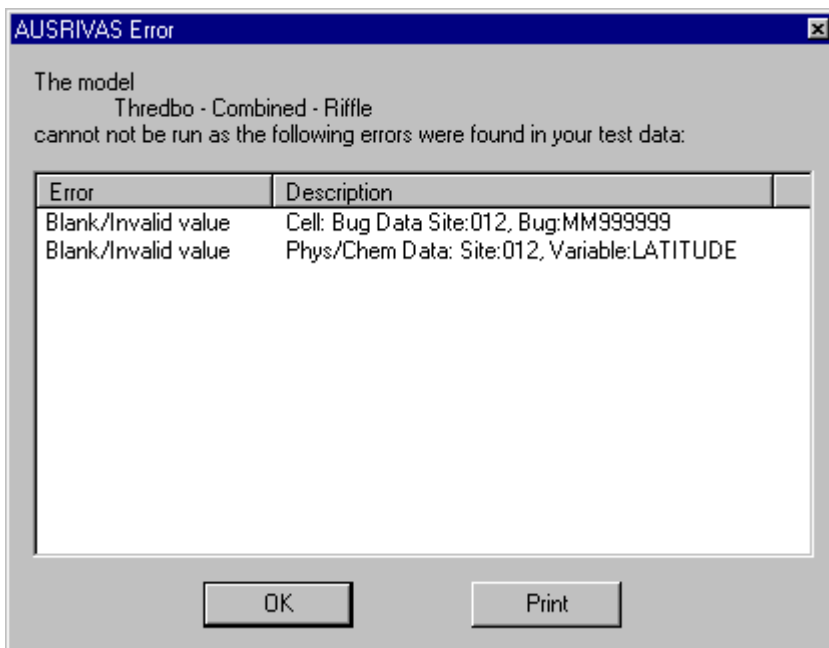 AUSRIVAS Error
The model
Thredbo - Combined - Riffle
cannot not be run as the following errors were found in your test data:
Error Description
Blank/Invalid value Cell: Bug Data Site:012, Bug:MM999999
Blank/Invalid value Phys/Chem Data: Site:012, Variable:LATITUDE
OK Print